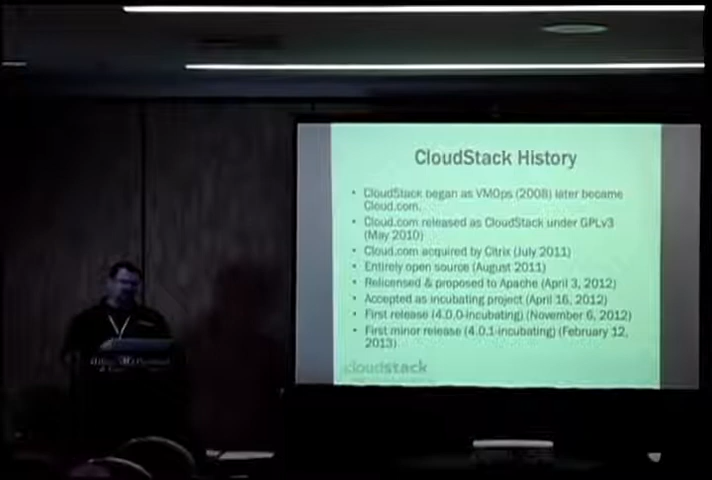 CloudStack History
• CloudStack began as VMOps (2008) later became
Cloud.com.
• Cloud.com released as CloudStack under GPLv3
(May 2010)
• Cloud.com acquired by Citrix (July 2011)
• Entirely open source (August 2011)
• Relicensed & proposed to Apache (April 3, 2012)
• Accepted as incubating project (April 16, 2012)
• First release (4.0.0-incubating) (November 6, 2012)
• First minor release (4.0.1-incubating) (February 12,
2013)
cloudstack